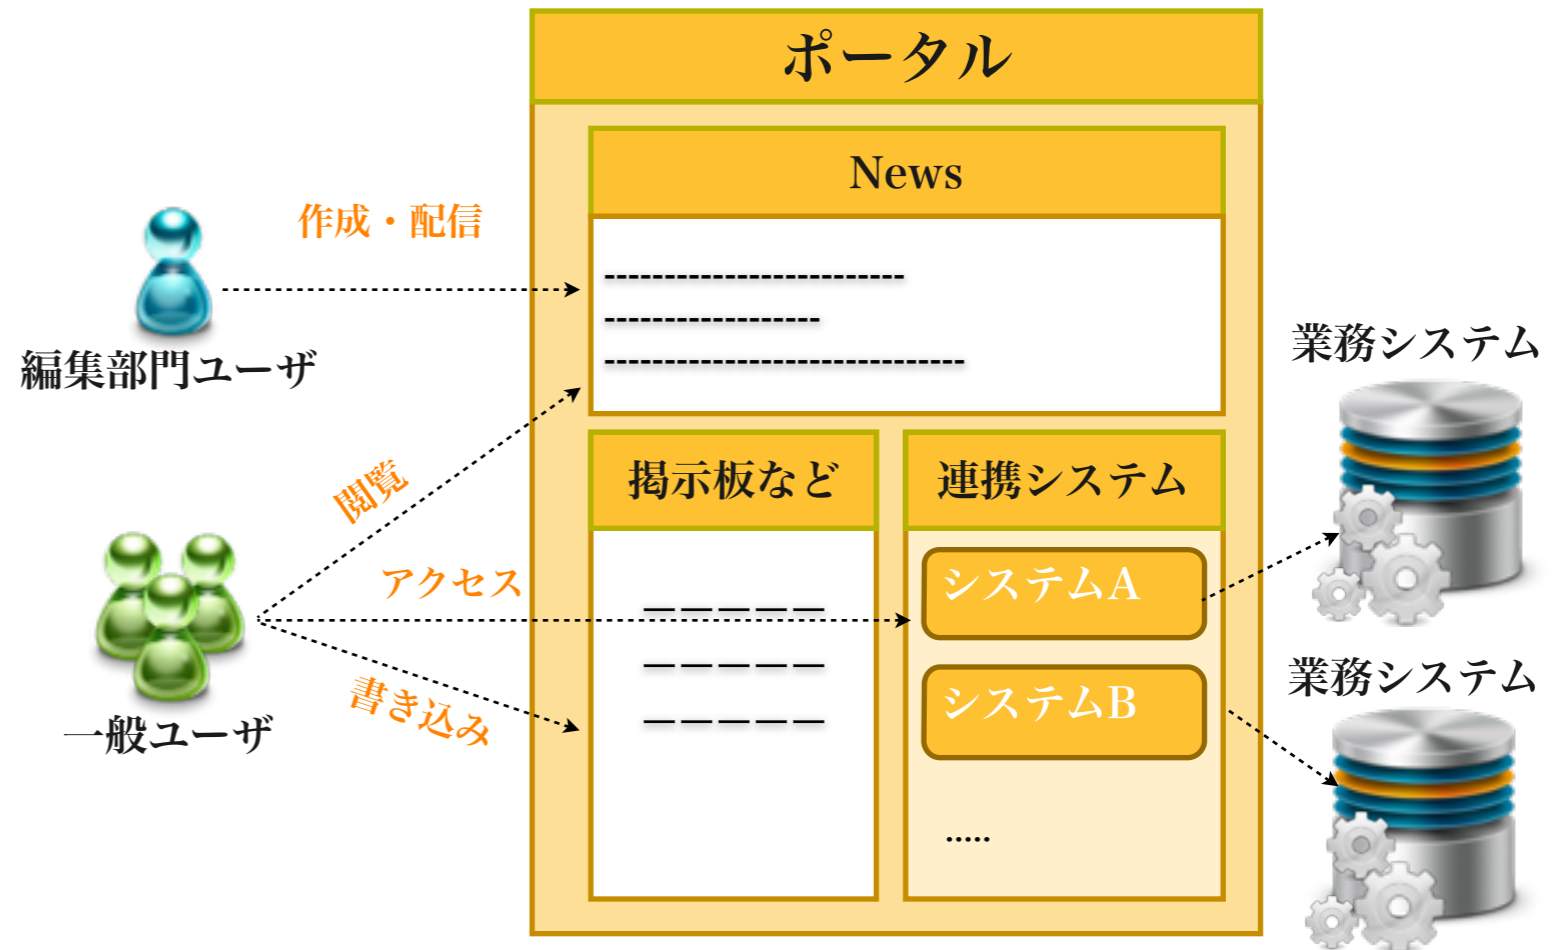 ポータル
News
作成・配信
編集部門ユーザ
業務システム
閲覧
掲示板など
連携システム
アクセス
システムA
書き込み
一般ユーザ
システムB
業務システム
.....